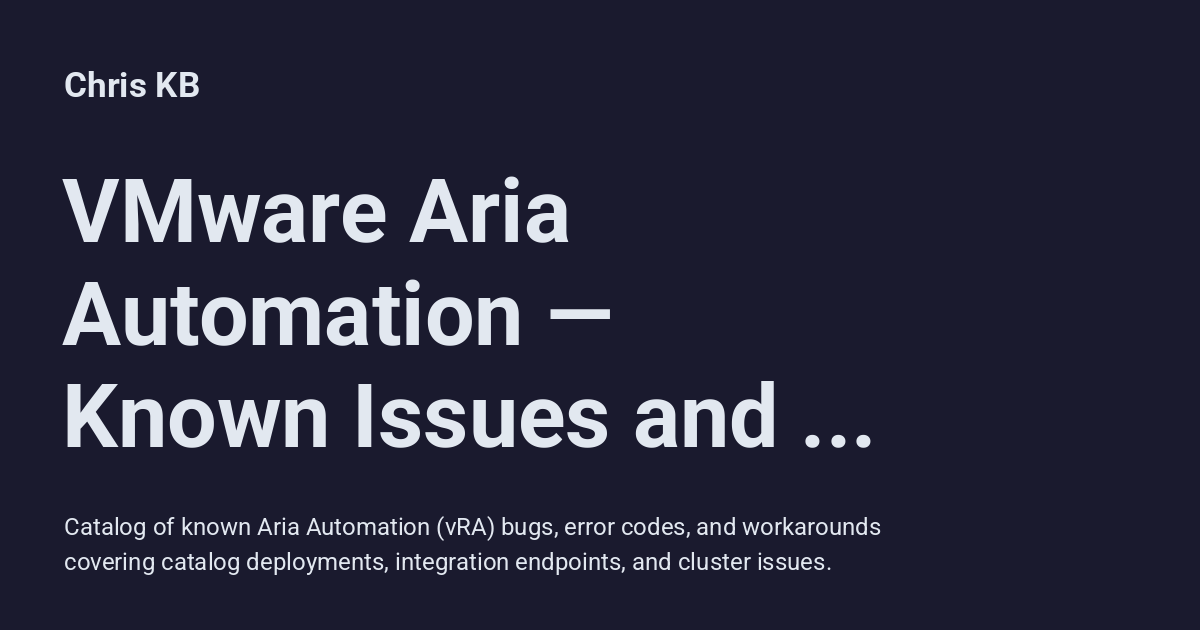 Chris KB
VMware Aria
Automation —
Known Issues and ...
Catalog of known Aria Automation (vRA) bugs, error codes, and workarounds
covering catalog deployments, integration endpoints, and cluster issues.